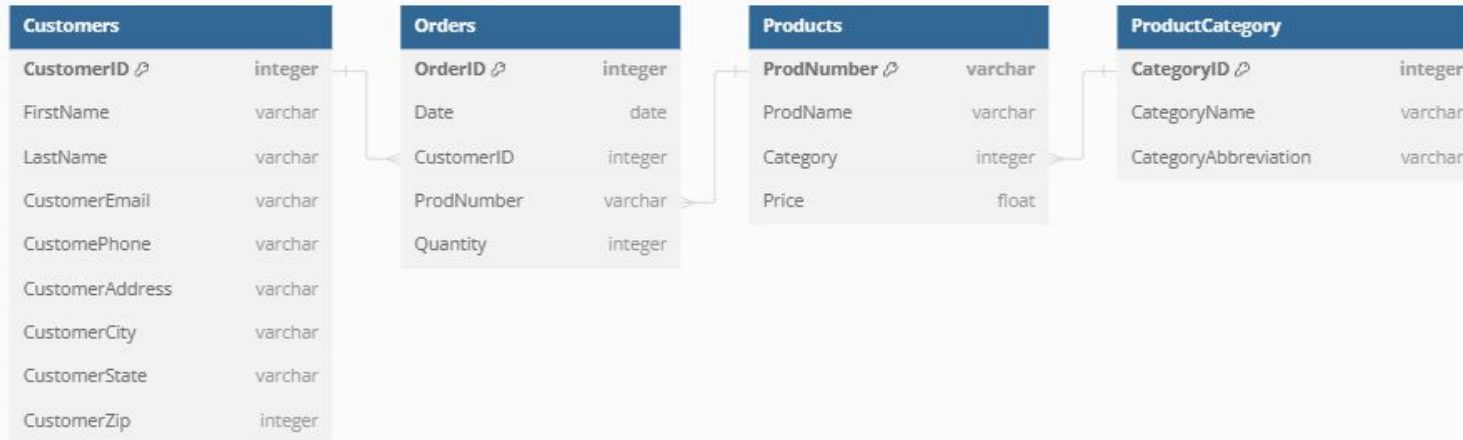 Customers
CustomerID integer
FirstName varchar
LastName varchar
CustomerEmail varchar
CustomePhone varchar
CustomerAddress varchar
CustomerCity varchar
CustomerState varchar
CustomerZip integer
Orders
OrderID integer
Date date
CustomerID integer
ProdNumber varchar
Quantity integer
Products
ProdNumber varchar
ProdName varchar
Category integer
Price float
ProductCategory
CategoryID integer
CategoryName varchar
CategoryAbbreviation varchar